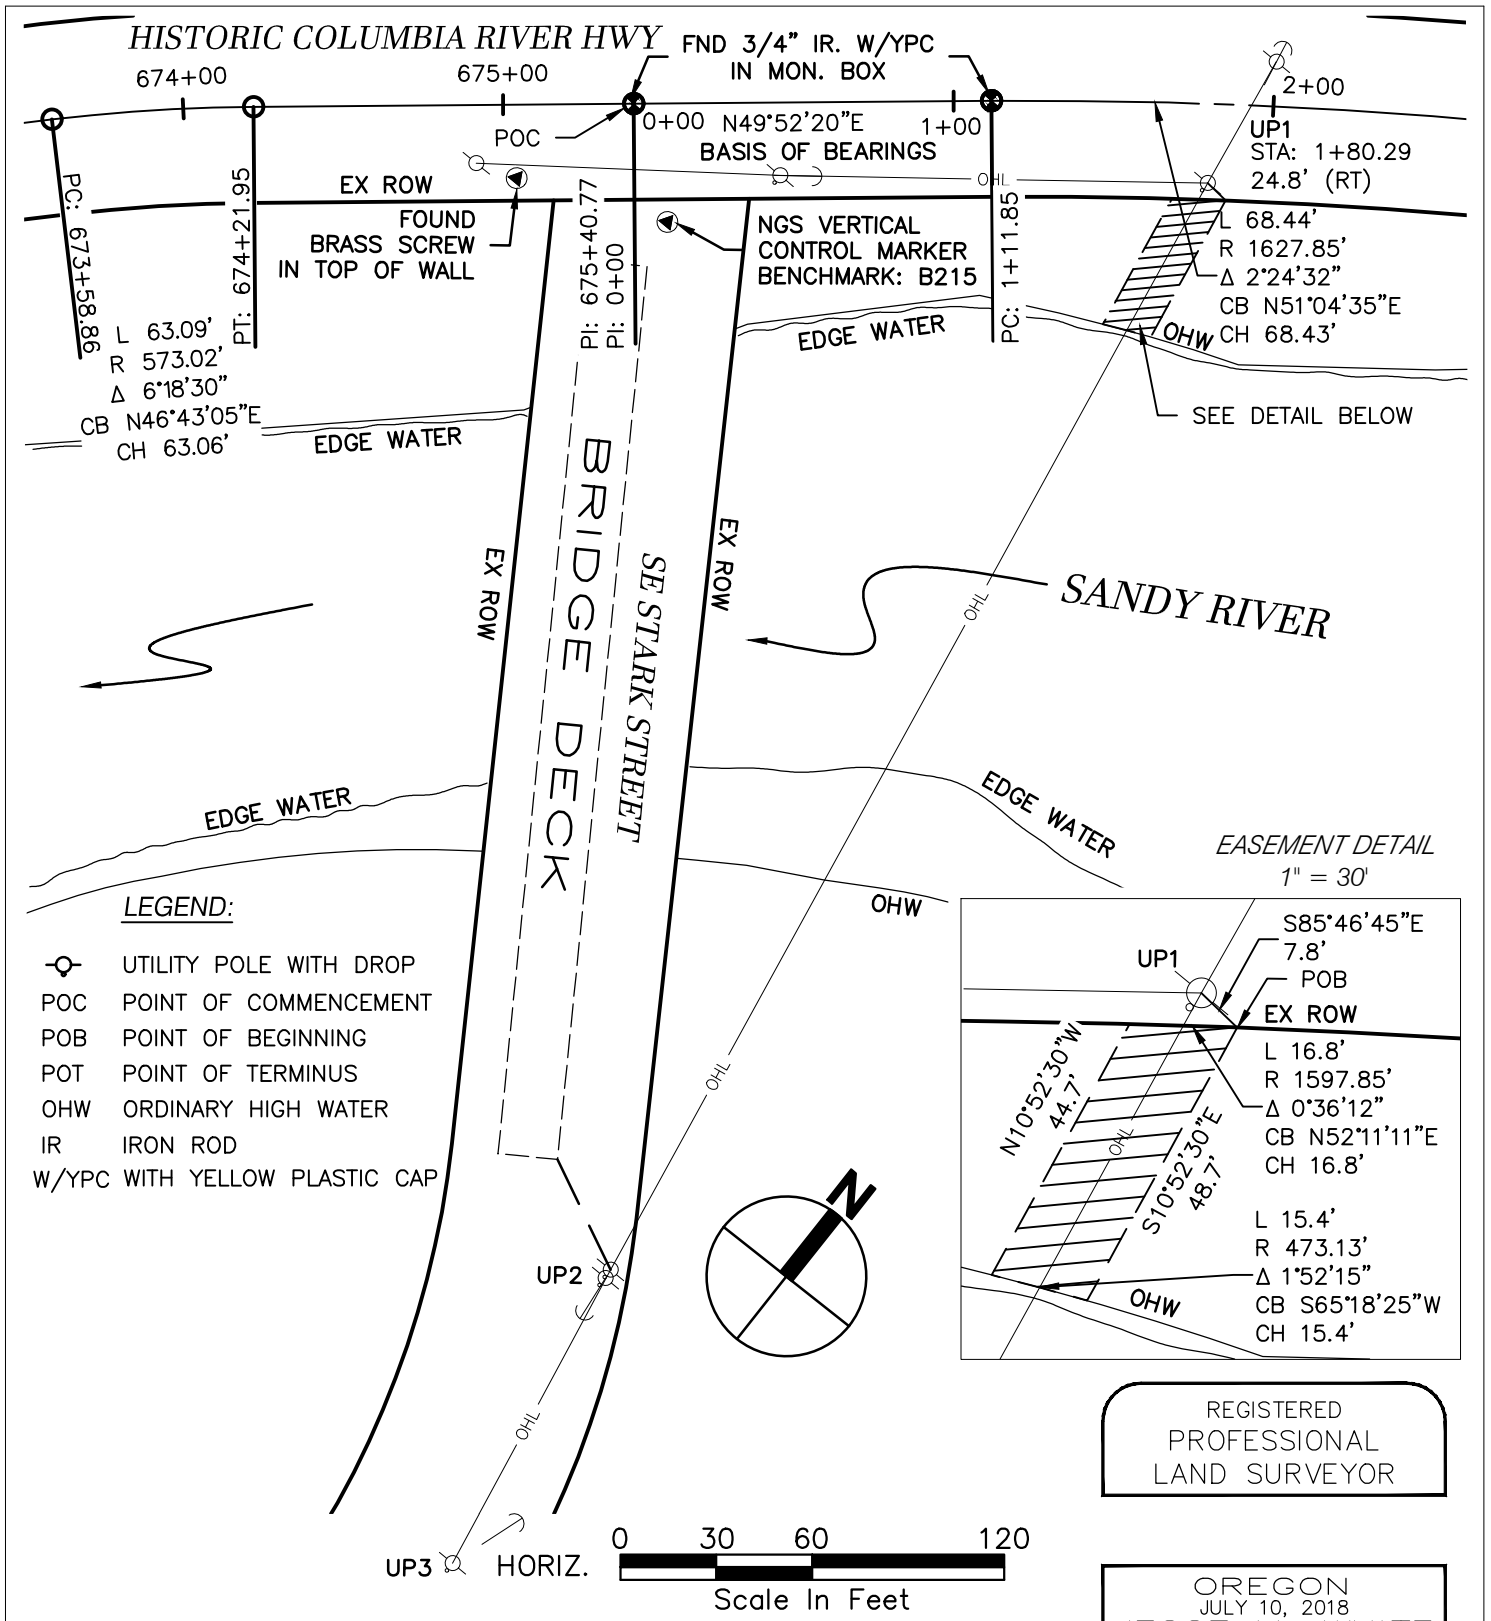 HISTORIC COLUMBIA RIVER HWY
674+00
675+00
FND 3/4" IR. W/YPC
IN MON. BOX
POC
0+00
N49°52'20"E
BASIS OF BEARINGS
1+00
2+00
UP1
STA: 1+80.29
24.8' (RT)
EX ROW
FOUND
BRASS SCREW
IN TOP OF WALL
PC: 673+58.86
PT: 674+21.95
PI: 675+40.77
PI: 0+00
NGS VERTICAL
CONTROL MARKER
BENCHMARK: B215
OHL
PC: 1+11.85
L 68.44'
R 1627.85'
Δ 2°24'32"
CB N51°04'35"E
CH 68.43'
L 63.09'
R 573.02'
Δ 6°18'30"
CB N46°43'05"E
CH 63.06'
EDGE WATER
EDGE WATER
OHW
SEE DETAIL BELOW
BRIDGE DECK
SE STARK STREET
EX ROW
EX ROW
OHL
SANDY RIVER
EDGE WATER
EDGE WATER
OHW
OHL
LEGEND:
UTILITY POLE WITH DROP
POC POINT OF COMMENCEMENT
POB POINT OF BEGINNING
POT POINT OF TERMINUS
OHW ORDINARY HIGH WATER
IR IRON ROD
W/YPC WITH YELLOW PLASTIC CAP
EASEMENT DETAIL
1" = 30'
S85°46'45"E
7.8'
UP1
POB
EX ROW
N10°52'30"W
44.7'
L 16.8'
R 1597.85'
Δ 0°36'12"
CB N52°11'11"E
CH 16.8'
OHL
S10°52'30"E
48.7'
L 15.4'
R 473.13'
Δ 1°52'15"
CB S65°18'25"W
CH 15.4'
OHW
N
UP2
OHL
UP3
HORIZ.
0 30 60 120
Scale In Feet
REGISTERED
PROFESSIONAL
LAND SURVEYOR
OREGON
JULY 10, 2018